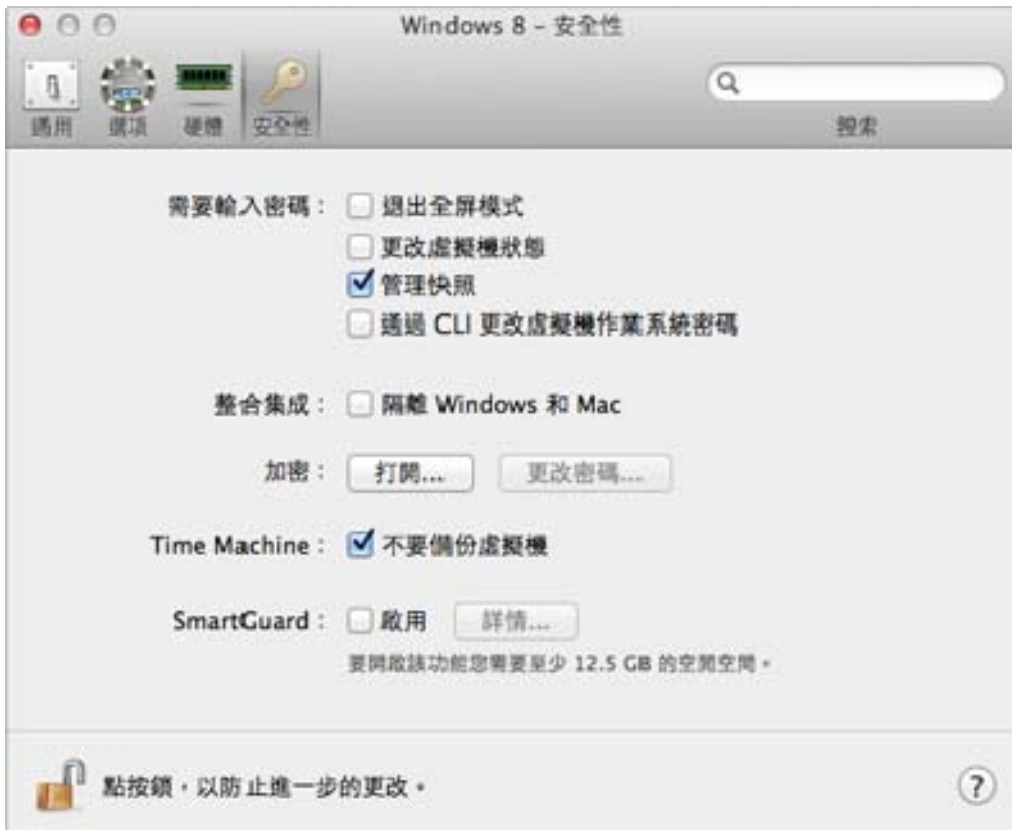 Windows 8 – 安全性
通用 選項 硬體 安全性 搜索
需要輸入密碼： 退出全屏模式
更改虛擬機狀態
管理快照
通過 CLI 更改虛擬機作業系統密碼
整合集成： 隔離 Windows 和 Mac
加密： 打開... 更改密碼...
Time Machine： 不要備份虛擬機
SmartGuard： 啟用 詳情...
要開啟該功能您需要至少 12.5 GB 的空閒空間。
點按鎖，以防止進一步的更改。
?